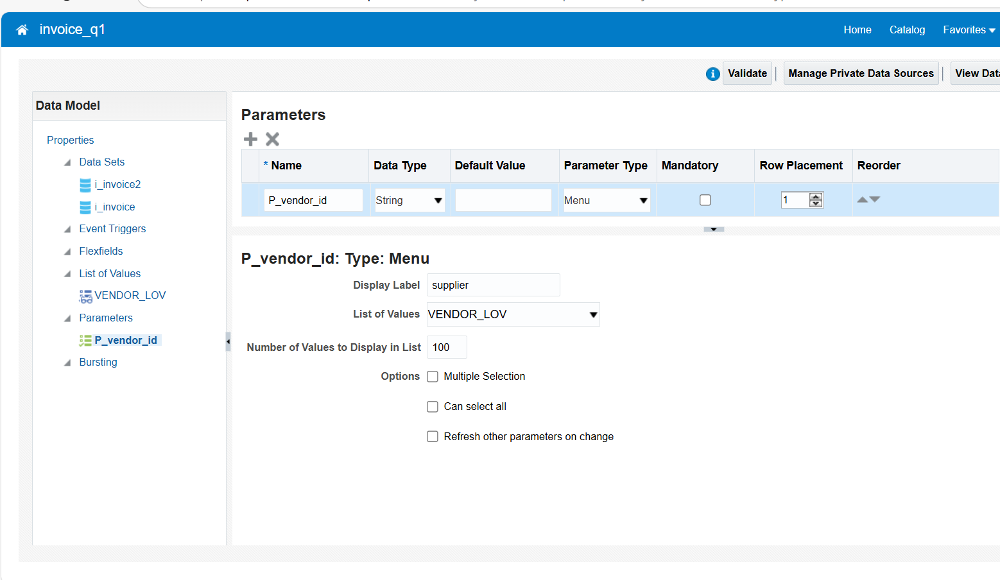 invoice_q1
Home Catalog Favorites
Validate Manage Private Data Sources View
Data Model
Properties
Data Sets
i_invoice2
i_invoice
Event Triggers
Flexfields
List of Values
VENDOR_LOV
Parameters
P_vendor_id
Bursting
Parameters
* Name Data Type Default Value Parameter Type Mandatory Row Placement Reorder
P_vendor_id String Menu 1
P_vendor_id: Type: Menu
Display Label supplier
List of Values VENDOR_LOV
Number of Values to Display in List 100
Options Multiple Selection
Can select all
Refresh other parameters on change